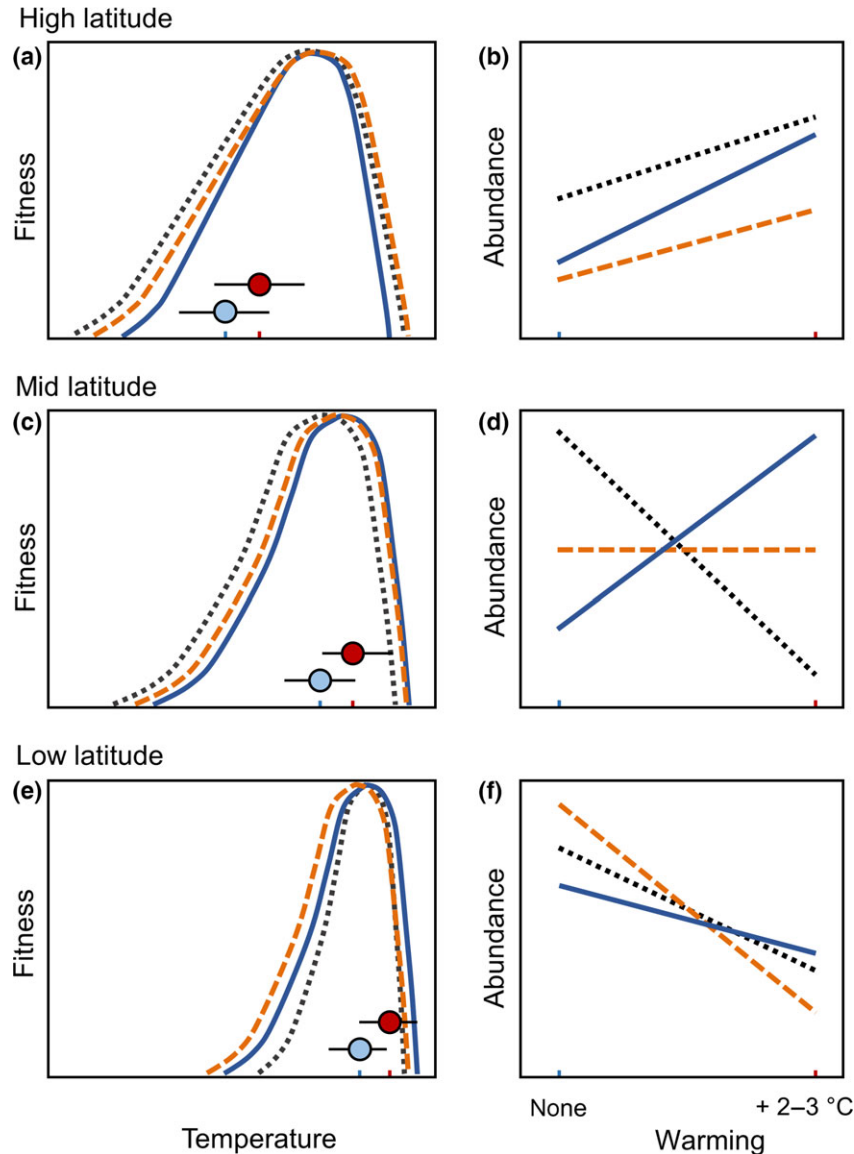 High latitude
(a)
Fitness
(b)
Abundance
Mid latitude
(c)
Fitness
(d)
Abundance
Low latitude
(e)
Fitness
(f)
Abundance
None
+ 2–3 °C
Temperature
Warming